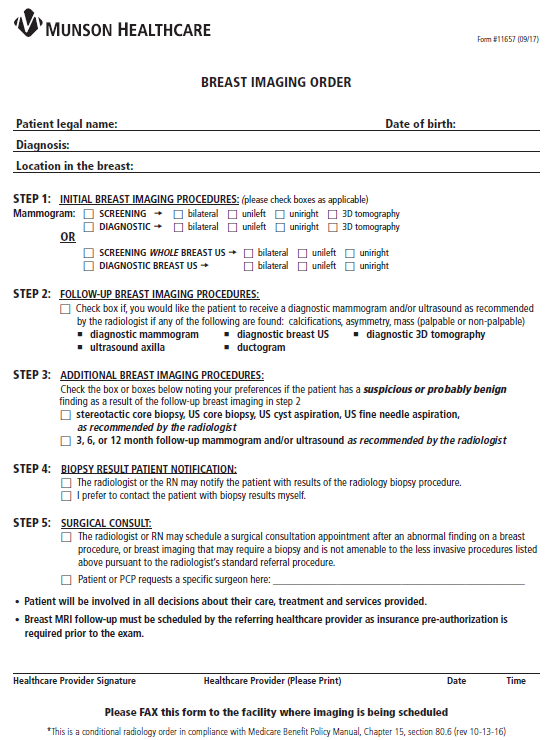 MUNSON HEALTHCARE
Form #11657 (09/17)
BREAST IMAGING ORDER
Patient legal name: Date of birth:
Diagnosis:
Location in the breast:
STEP 1: INITIAL BREAST IMAGING PROCEDURES: (please check boxes as applicable)
Mammogram: ☐ SCREENING → ☐ bilateral ☐ unileft ☐ uniright ☐ 3D tomography
☐ DIAGNOSTIC → ☐ bilateral ☐ unileft ☐ uniright ☐ 3D tomography
OR
☐ SCREENING WHOLE BREAST US → ☐ bilateral ☐ unileft ☐ uniright
☐ DIAGNOSTIC BREAST US → ☐ bilateral ☐ unileft ☐ uniright
STEP 2: FOLLOW-UP BREAST IMAGING PROCEDURES:
☐ Check box if, you would like the patient to receive a diagnostic mammogram and/or ultrasound as recommended
by the radiologist if any of the following are found: calcifications, asymmetry, mass (palpable or non-palpable)
▪ diagnostic mammogram ▪ diagnostic breast US ▪ diagnostic 3D tomography
▪ ultrasound axilla ▪ ductogram
STEP 3: ADDITIONAL BREAST IMAGING PROCEDURES:
Check the box or boxes below noting your preferences if the patient has a suspicious or probably benign
finding as a result of the follow-up breast imaging in step 2
☐ stereotactic core biopsy, US core biopsy, US cyst aspiration, US fine needle aspiration,
as recommended by the radiologist
☐ 3, 6, or 12 month follow-up mammogram and/or ultrasound as recommended by the radiologist
STEP 4: BIOPSY RESULT PATIENT NOTIFICATION:
☐ The radiologist or the RN may notify the patient with results of the radiology biopsy procedure.
☐ I prefer to contact the patient with biopsy results myself.
STEP 5: SURGICAL CONSULT:
☐ The radiologist or RN may schedule a surgical consultation appointment after an abnormal finding on a breast
procedure, or breast imaging that may require a biopsy and is not amenable to the less invasive procedures listed
above pursuant to the radiologist's standard referral procedure.
☐ Patient or PCP requests a specific surgeon here: ____________________
• Patient will be involved in all decisions about their care, imaging and services provided.
• Breast MRI follow-up must be scheduled by the referring healthcare provider as insurance pre-authorization is
required prior to the exam.
Healthcare Provider Signature Healthcare Provider (Please Print) Date Time
Please FAX this form to the facility where imaging is being scheduled
*This is a conditional radiology order in compliance with Medicare Benefit Policy Manual, Chapter 15, section 80.6 (rev 10-13-16)